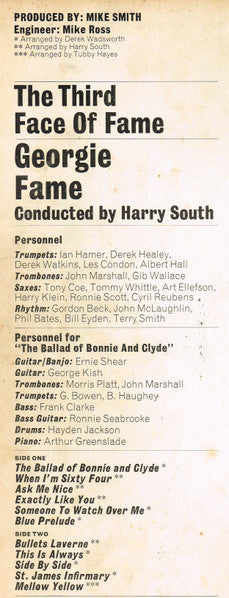 PRODUCED BY: MIKE SMITH
Engineer: Mike Ross
* Arranged by Derek Wadsworth
** Arranged by Harry South
*** Arranged by Tubby Hayes
The Third
Face Of Fame
Georgie
Fame
Conducted by Harry South
Personnel
Trumpets: Ian Hamer, Derek Healey,
Derek Watkins, Les Condon, Albert Hall
Trombones: John Marshall, Gib Wallace
Saxes: Tony Coe, Tommy Whittle, Art Ellefson,
Harry Klein, Ronnie Scott, Cyril Reubens
Rhythm: Gordon Beck, John McLaughlin,
Phil Bates, Bill Eyden, Terry Smith
Personnel for
"The Ballad of Bonnie And Clyde"
Guitar/Banjo: Ernie Shear
Guitar: George Kish
Trombones: Morris Platt, John Marshall
Trumpets: G. Bowen, B. Haughey
Bass: Frank Clarke
Bass Guitar: Ronnie Seabrooke
Drums: Hayden Jackson
Piano: Arthur Greenslade
SIDE ONE
The Ballad of Bonnie and Clyde *
When I'm Sixty Four **
Ask Me Nice **
Exactly Like You **
Someone To Watch Over Me *
Blue Prelude *
SIDE TWO
Bullets Laverne **
This Is Always *
Side By Side *
St. James Infirmary *
Mellow Yellow ***